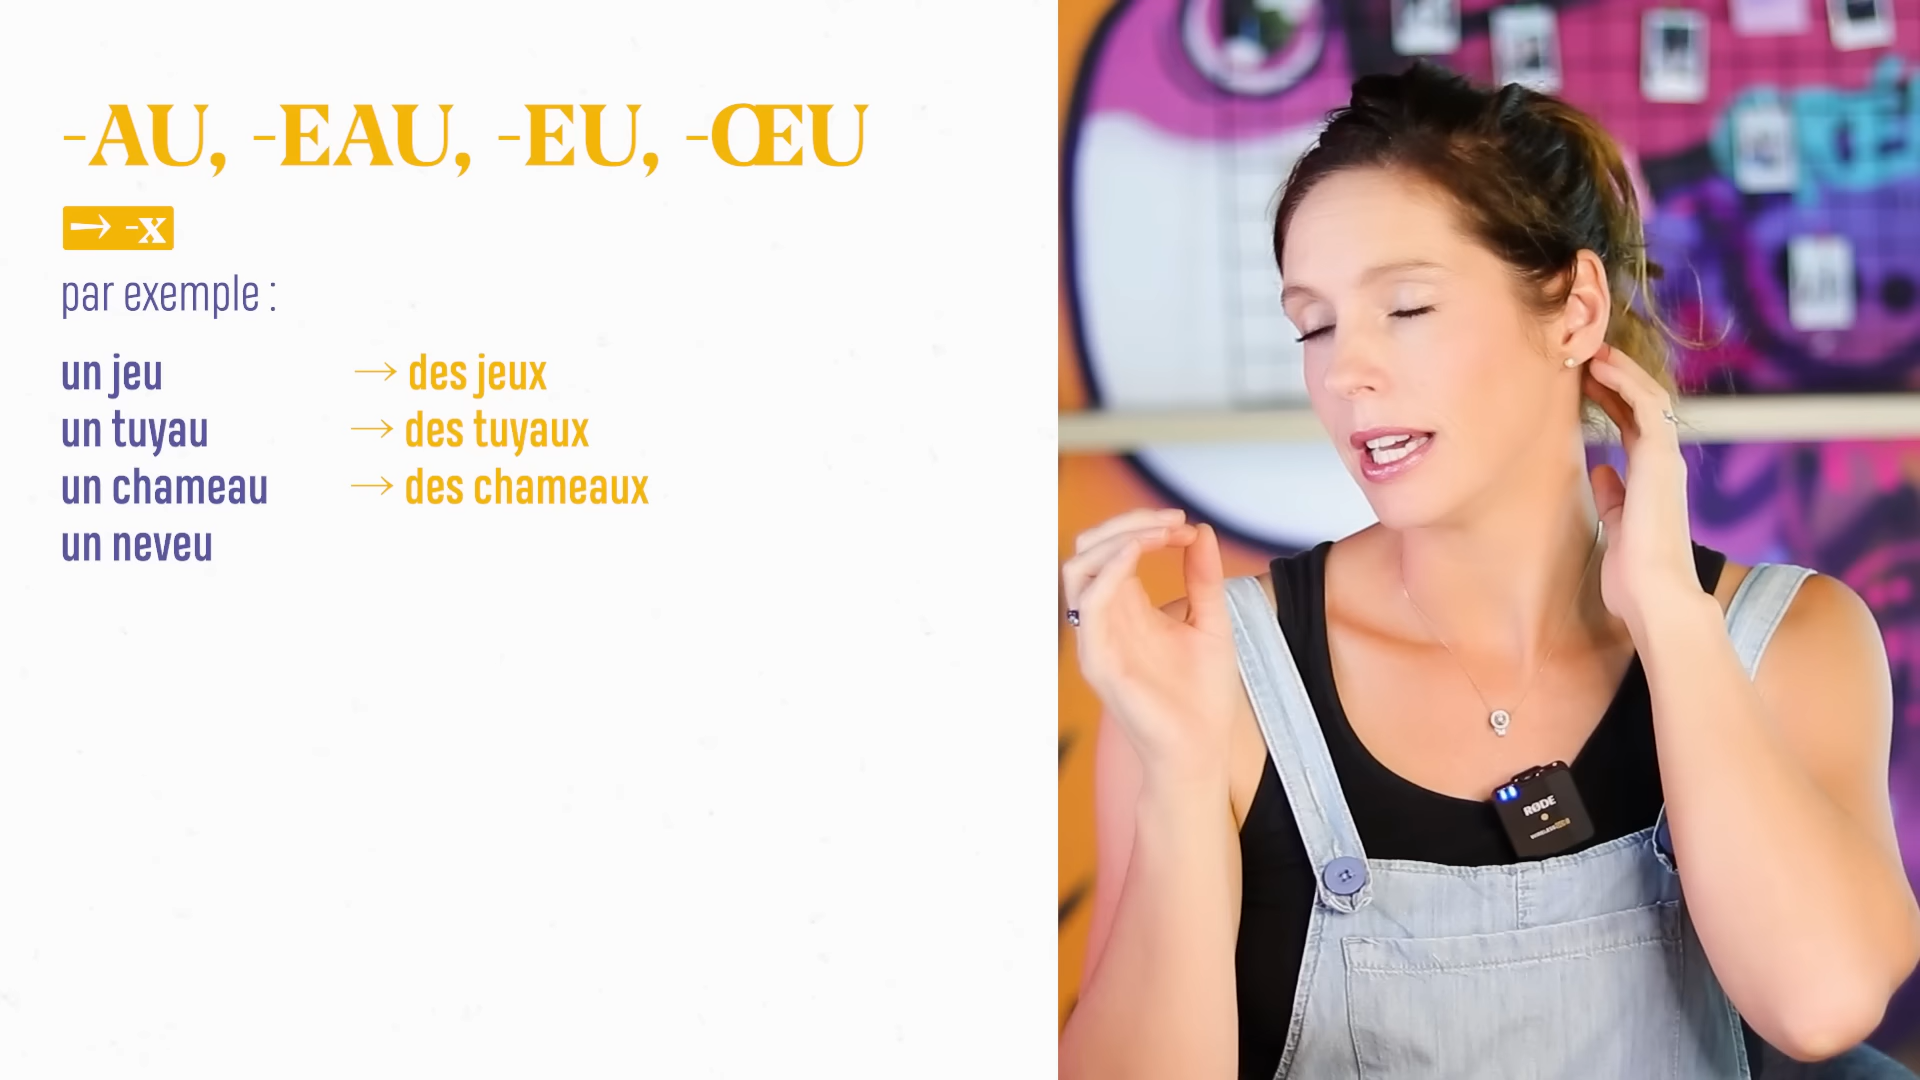 -AU, -EAU, -EU, -ŒU
→ -x
par exemple :
un jeu → des jeux
un tuyau → des tuyaux
un chameau → des chameaux
un neveu
RØDE